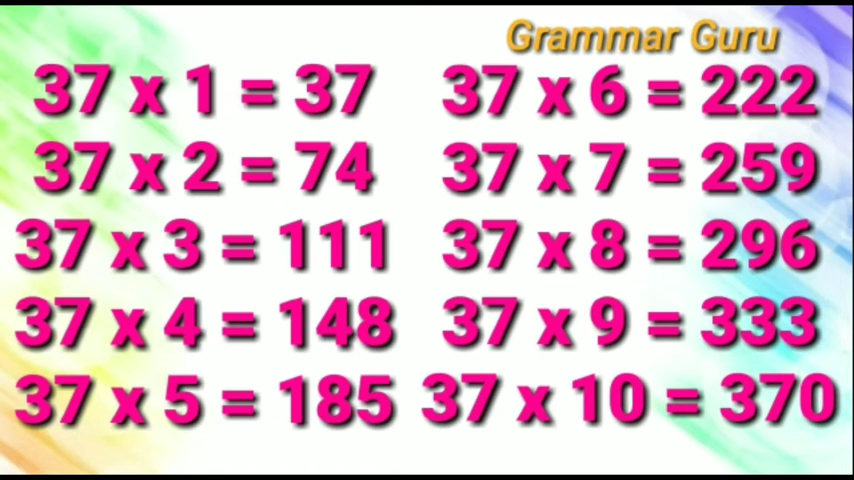 Grammar Guru
37 x 1 = 37
37 x 2 = 74
37 x 3 = 111
37 x 4 = 148
37 x 5 = 185
37 x 6 = 222
37 x 7 = 259
37 x 8 = 296
37 x 9 = 333
37 x 10 = 370